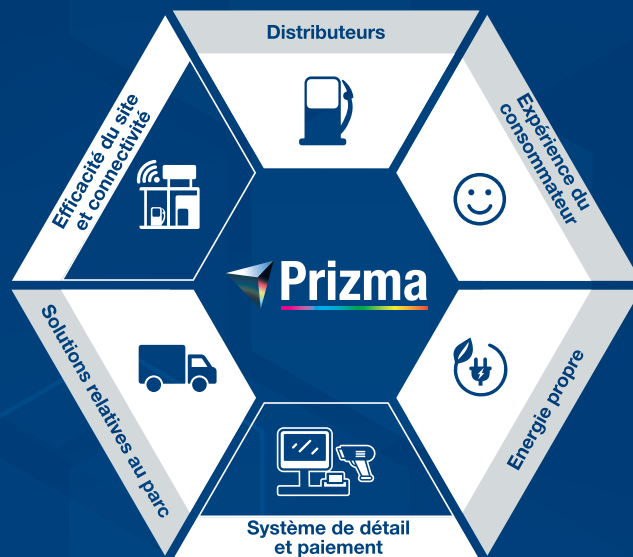 Distributeurs
Efficacité du site
et connectivité
Expérience du
consommateur
Prizma
Solutions relatives au parc
Energie propre
Système de détail
et paiement